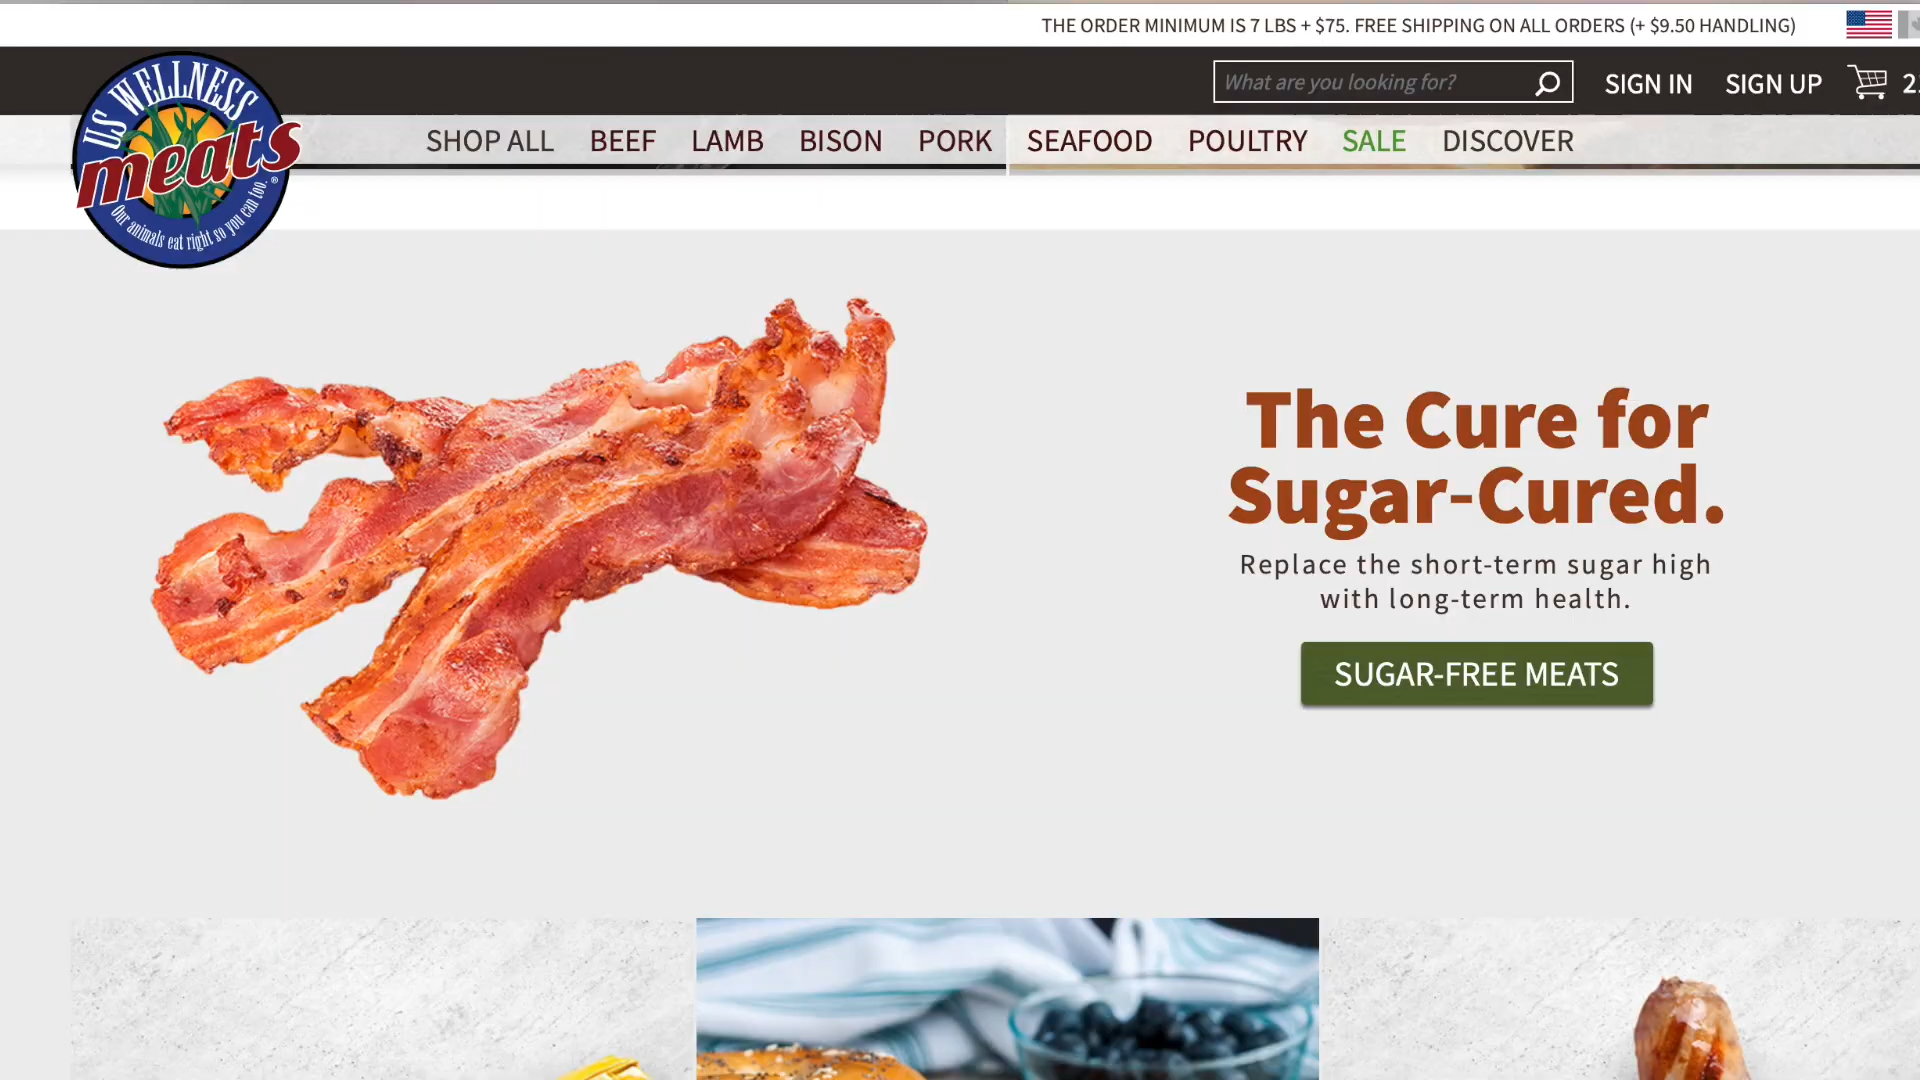 THE ORDER MINIMUM IS 7 LBS + $75. FREE SHIPPING ON ALL ORDERS (+ $9.50 HANDLING)
US WELLNESS
meats
Our animals eat right so you can too.®
What are you looking for?
SIGN IN
SIGN UP
SHOP ALL
BEEF
LAMB
BISON
PORK
SEAFOOD
POULTRY
SALE
DISCOVER
The Cure for
Sugar-Cured.
Replace the short-term sugar high
with long-term health.
SUGAR-FREE MEATS